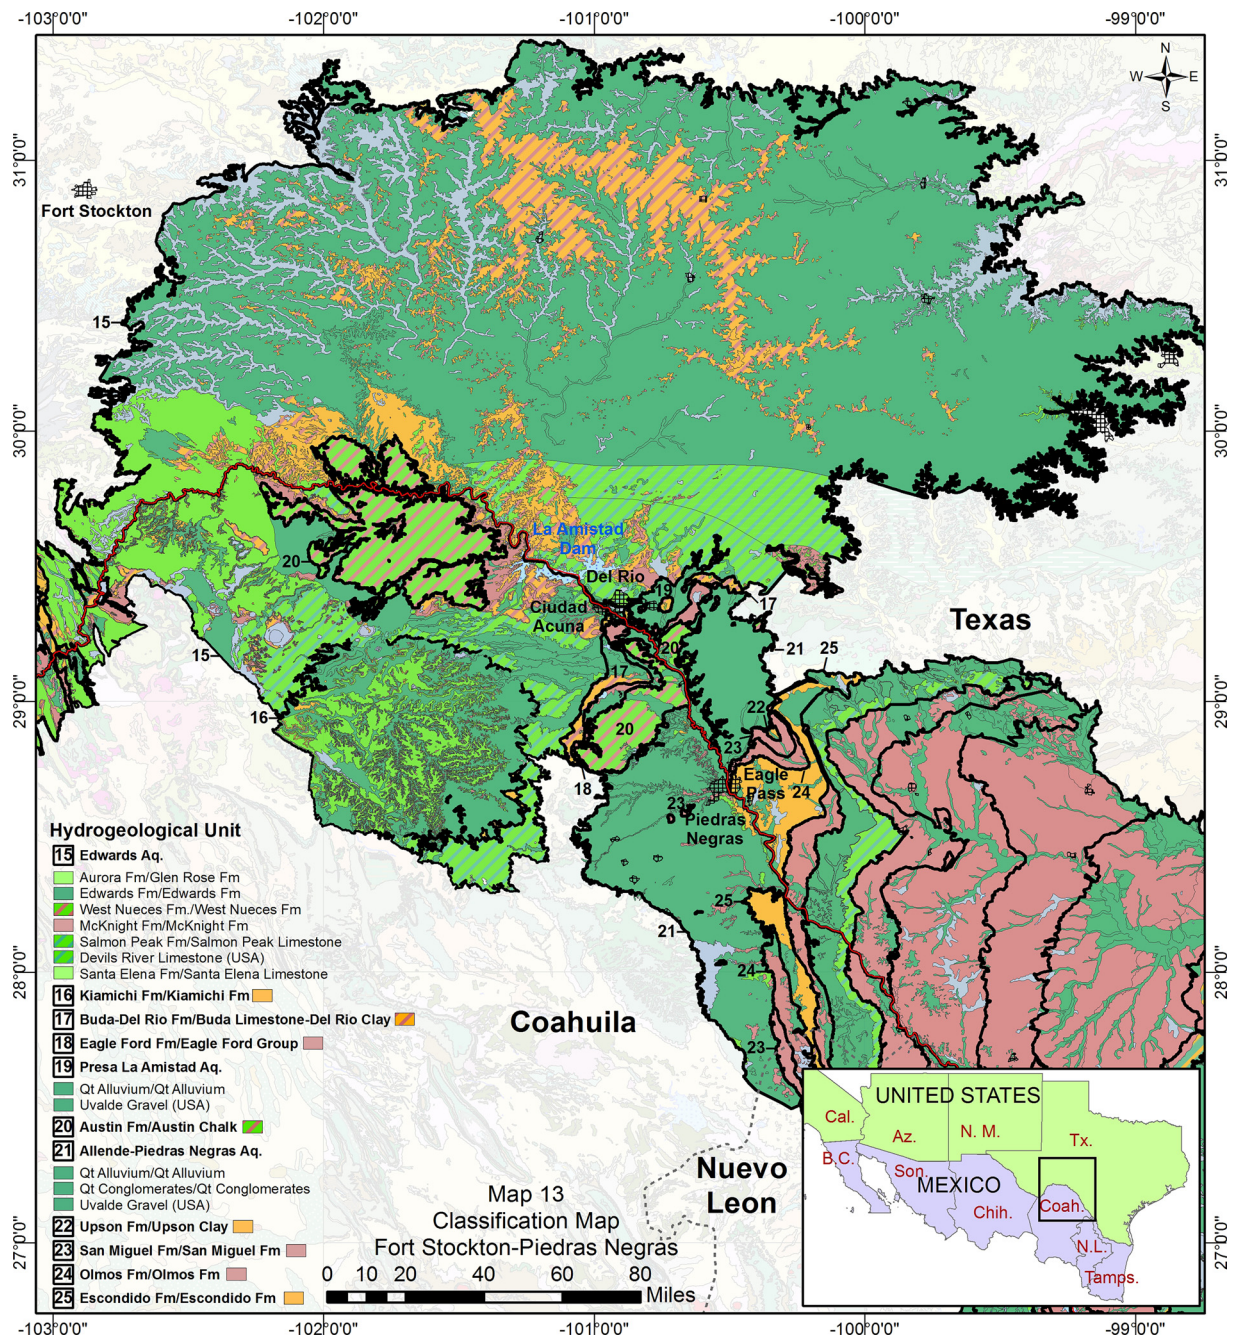 -103°0'0" -102°0'0" -101°0'0" -100°0'0" -99°0'0"
N
W E
S
31°0'0" 31°0'0"
Fort Stockton
15
30°0'0" 30°0'0"
La Amistad
Dam
20
Del Rio
19
17
Ciudad
Acuna
Texas
15
20
21
25
17
16
29°0'0" 29°0'0"
22
20
23
18
Eagle
Pass
24
23
Piedras
Negras
25
21
28°0'0" 28°0'0"
24
Coahuila
23
Hydrogeological Unit
15 Edwards Aq.
Aurora Fm/Glen Rose Fm
Edwards Fm/Edwards Fm
West Nueces Fm./West Nueces Fm
McKnight Fm/McKnight Fm
Salmon Peak Fm/Salmon Peak Limestone
Devils River Limestone (USA)
Santa Elena Fm/Santa Elena Limestone
16 Kiamichi Fm/Kiamichi Fm
17 Buda-Del Rio Fm/Buda Limestone-Del Rio Clay
18 Eagle Ford Fm/Eagle Ford Group
19 Presa La Amistad Aq.
Qt Alluvium/Qt Alluvium
Uvalde Gravel (USA)
20 Austin Fm/Austin Chalk
21 Allende-Piedras Negras Aq.
Qt Alluvium/Qt Alluvium
Qt Conglomerates/Qt Conglomerates
Uvalde Gravel (USA)
22 Upson Fm/Upson Clay
23 San Miguel Fm/San Miguel Fm
24 Olmos Fm/Olmos Fm
25 Escondido Fm/Escondido Fm
Nuevo
Leon
Map 13
Classification Map
Fort Stockton-Piedras Negras
0 10 20 40 60 80
Miles
UNITED STATES
Cal.
Az.
N. M.
Tx.
B.C.
Son.
MEXICO
Chih.
Coah.
N.L.
Tamps.
27°0'0" 27°0'0"
-103°0'0" -102°0'0" -101°0'0" -100°0'0" -99°0'0"